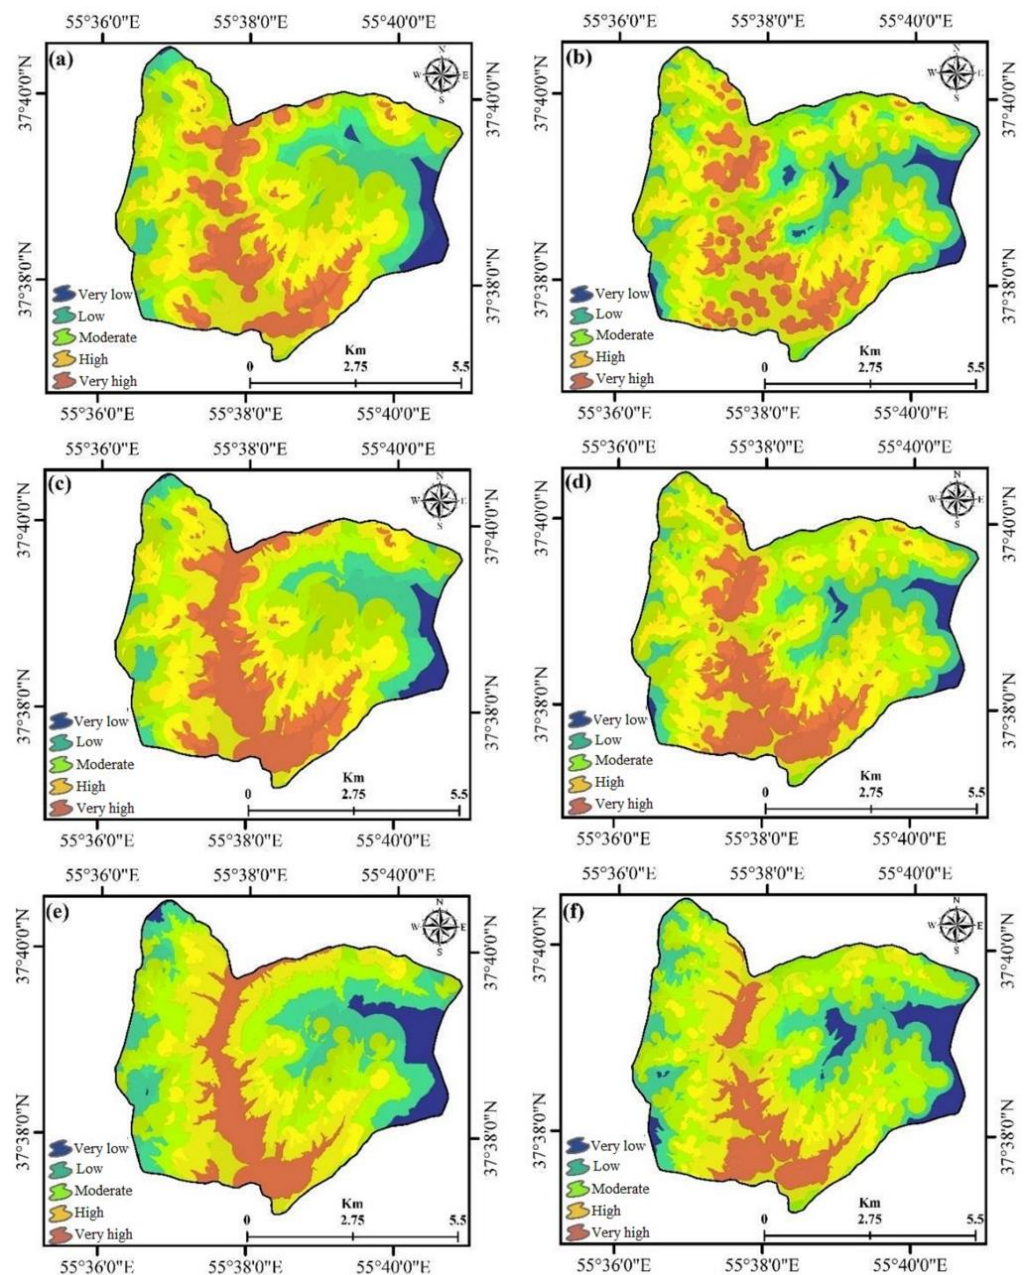 55°36'0"E 55°38'0"E 55°40'0"E 55°36'0"E 55°38'0"E 55°40'0"E
(a) N W E S (b) N W E S
37°40'0"N 37°40'0"N 37°40'0"N 37°40'0"N
37°38'0"N 37°38'0"N 37°38'0"N 37°38'0"N
Very low Very low
Low Low
Moderate Km Moderate Km
High 0 2.75 5.5 High 0 2.75 5.5
Very high Very high
55°36'0"E 55°38'0"E 55°40'0"E 55°36'0"E 55°38'0"E 55°40'0"E
55°36'0"E 55°38'0"E 55°40'0"E 55°36'0"E 55°38'0"E 55°40'0"E
(c) N W E S (d) N W E S
37°40'0"N 37°40'0"N 37°40'0"N 37°40'0"N
37°38'0"N 37°38'0"N 37°38'0"N 37°38'0"N
Very low Very low
Low Low
Moderate Km Moderate Km
High 0 2.75 5.5 High 0 2.75 5.5
Very high Very high
55°36'0"E 55°38'0"E 55°40'0"E 55°36'0"E 55°38'0"E 55°40'0"E
55°36'0"E 55°38'0"E 55°40'0"E 55°36'0"E 55°38'0"E 55°40'0"E
(e) N W E S (f) N W E S
37°40'0"N 37°40'0"N 37°40'0"N 37°40'0"N
37°38'0"N 37°38'0"N 37°38'0"N 37°38'0"N
Very low Very low
Low Low
Moderate Km Moderate Km
High 0 2.75 5.5 High 0 2.75 5.5
Very high Very high
55°36'0"E 55°38'0"E 55°40'0"E 55°36'0"E 55°38'0"E 55°40'0"E